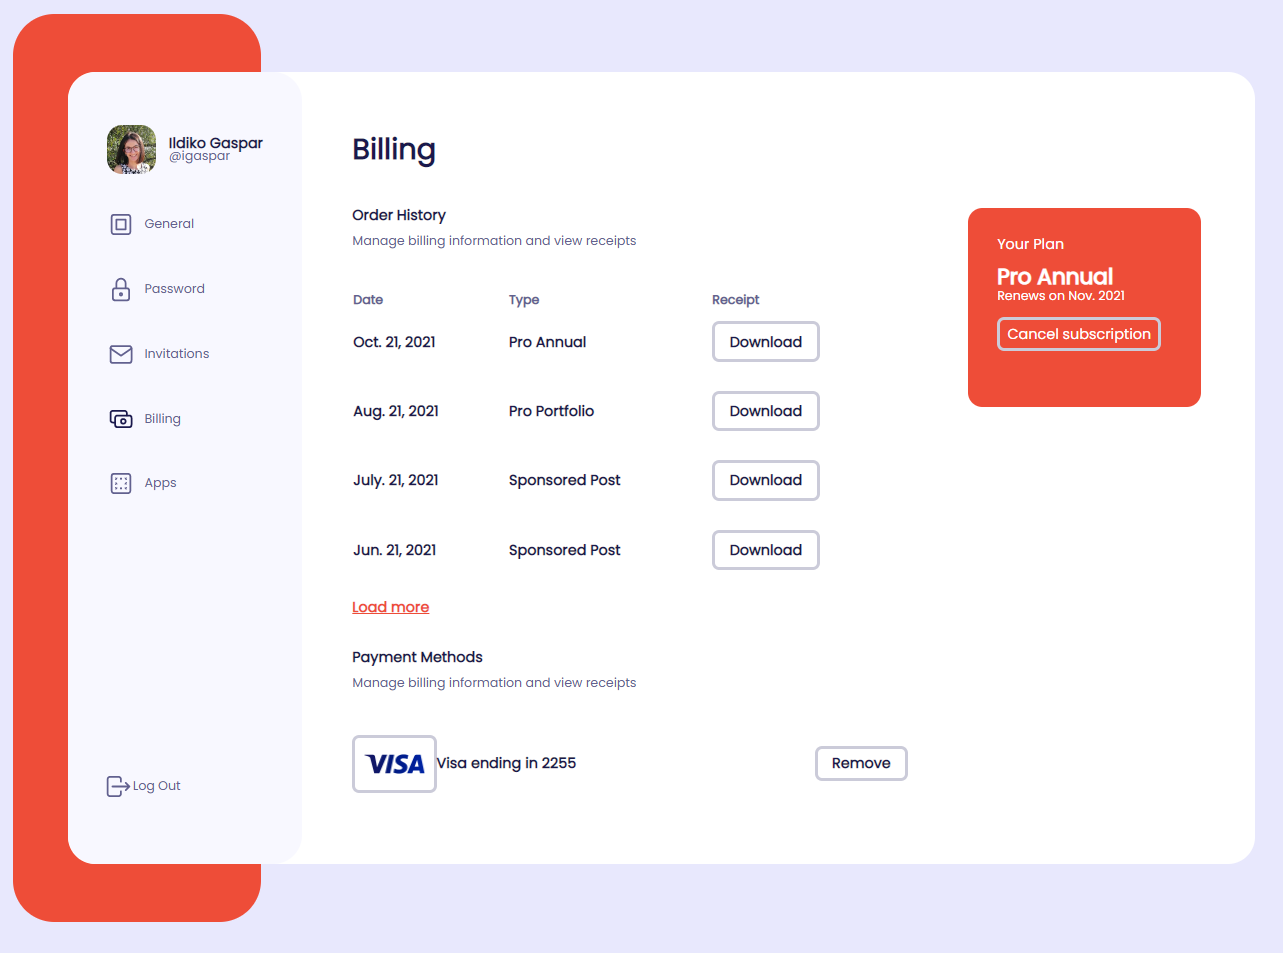 Ildiko Gaspar
@igaspar
General
Password
Invitations
Billing
Apps
Log Out
Billing
Order History
Manage billing information and view receipts
Date Type Receipt
Oct. 21, 2021 Pro Annual Download
Aug. 21, 2021 Pro Portfolio Download
July. 21, 2021 Sponsored Post Download
Jun. 21, 2021 Sponsored Post Download
Load more
Payment Methods
Manage billing information and view receipts
VISA Visa ending in 2255 Remove
Your Plan
Pro Annual
Renews on Nov. 2021
Cancel subscription